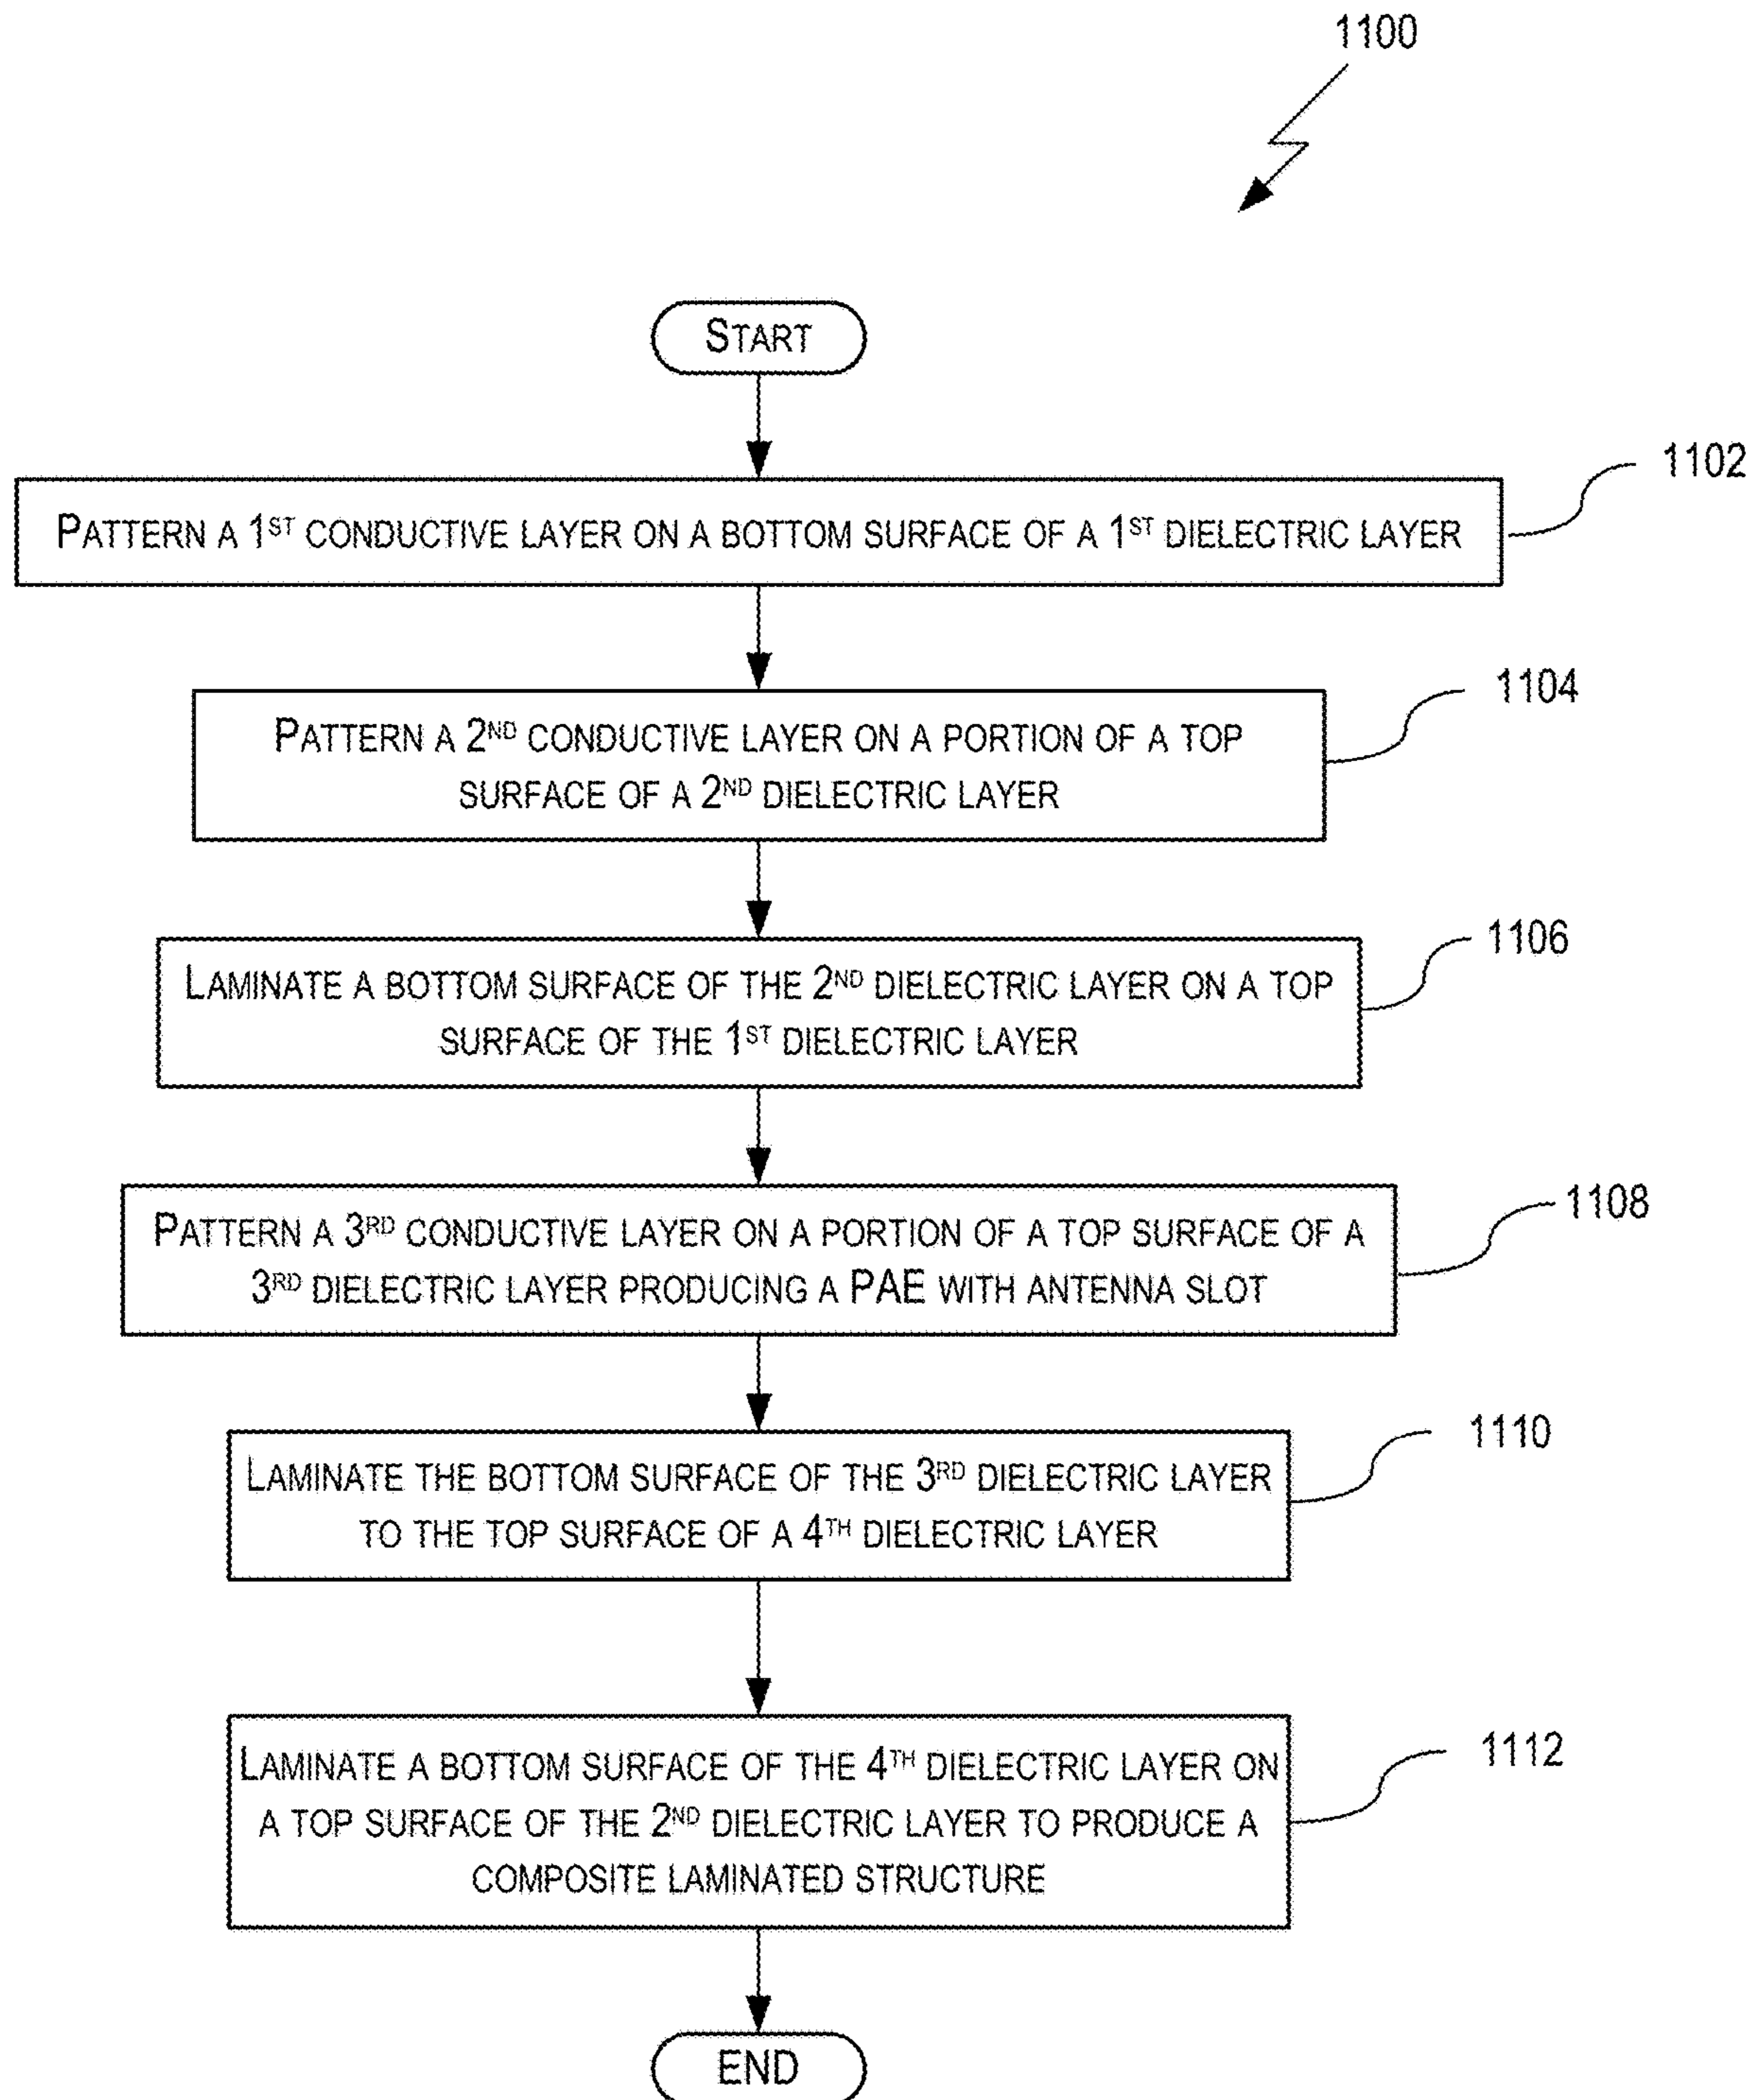 1100
START
PATTERN A 1ST CONDUCTIVE LAYER ON A BOTTOM SURFACE OF A 1ST DIELECTRIC LAYER
1102
PATTERN A 2ND CONDUCTIVE LAYER ON A PORTION OF A TOP
SURFACE OF A 2ND DIELECTRIC LAYER
1104
LAMINATE A BOTTOM SURFACE OF THE 2ND DIELECTRIC LAYER ON A TOP
SURFACE OF THE 1ST DIELECTRIC LAYER
1106
PATTERN A 3RD CONDUCTIVE LAYER ON A PORTION OF A TOP SURFACE OF A
3RD DIELECTRIC LAYER PRODUCING A PAE WITH ANTENNA SLOT
1108
LAMINATE THE BOTTOM SURFACE OF THE 3RD DIELECTRIC LAYER
TO THE TOP SURFACE OF A 4TH DIELECTRIC LAYER
1110
LAMINATE A BOTTOM SURFACE OF THE 4TH DIELECTRIC LAYER ON
A TOP SURFACE OF THE 2ND DIELECTRIC LAYER TO PRODUCE A
COMPOSITE LAMINATED STRUCTURE
1112
END